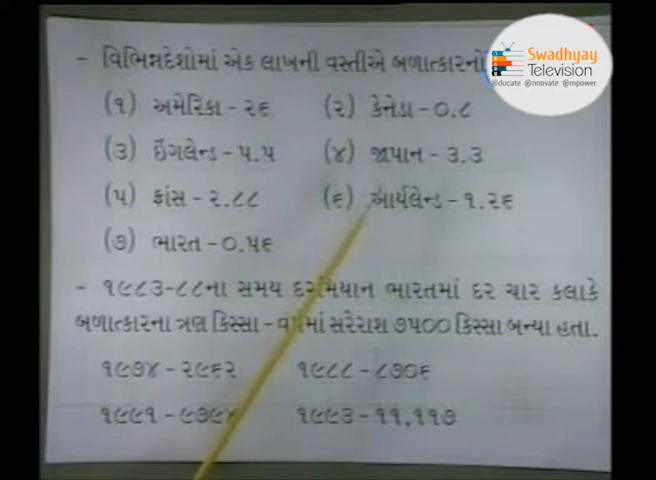 - વિભિન્નદેશોમાં એક લાખની વસ્તીએ બળાત્કારનો
Swadhyay
Television
@ducate @nnovate @mpower
(૧) અમેરિકા - ૨૬ (૨) કેનેડા - ૦.૮
(૩) ઇંગલેન્ડ - ૫.૫ (૪) જાપાન - ૩.૩
(૫) ફ્રાંસ - ૨.૮૮ (૬) આર્યલેન્ડ - ૧.૨૬
(૭) ભારત - ૦.૫૬
- ૧૯૮૩-૮૮ના સમય દરમિયાન ભારતમાં દર ચાર કલાકે
બળાત્કારના ત્રણ કિસ્સા - વર્ષમાં સરેરાશ ૭૫૦૦ કિસ્સા બન્યા હતા.
૧૯૭૪ - ૨૯૬૨ ૧૯૮૮ - ૮૭૦૬
૧૯૯૧ - ૯૭૯૪ ૧૯૯૩ - ૧૧,૧૧૭